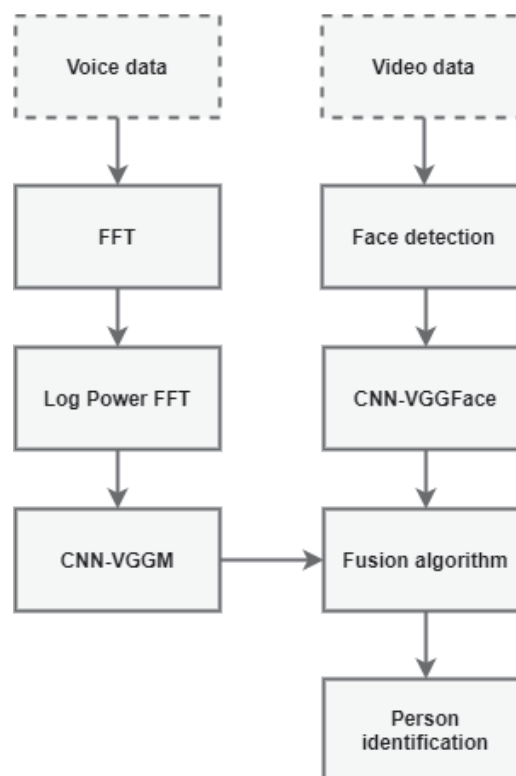 Voice data
Video data
FFT
Face detection
Log Power FFT
CNN-VGGFace
CNN-VGGM
Fusion algorithm
Person
identification